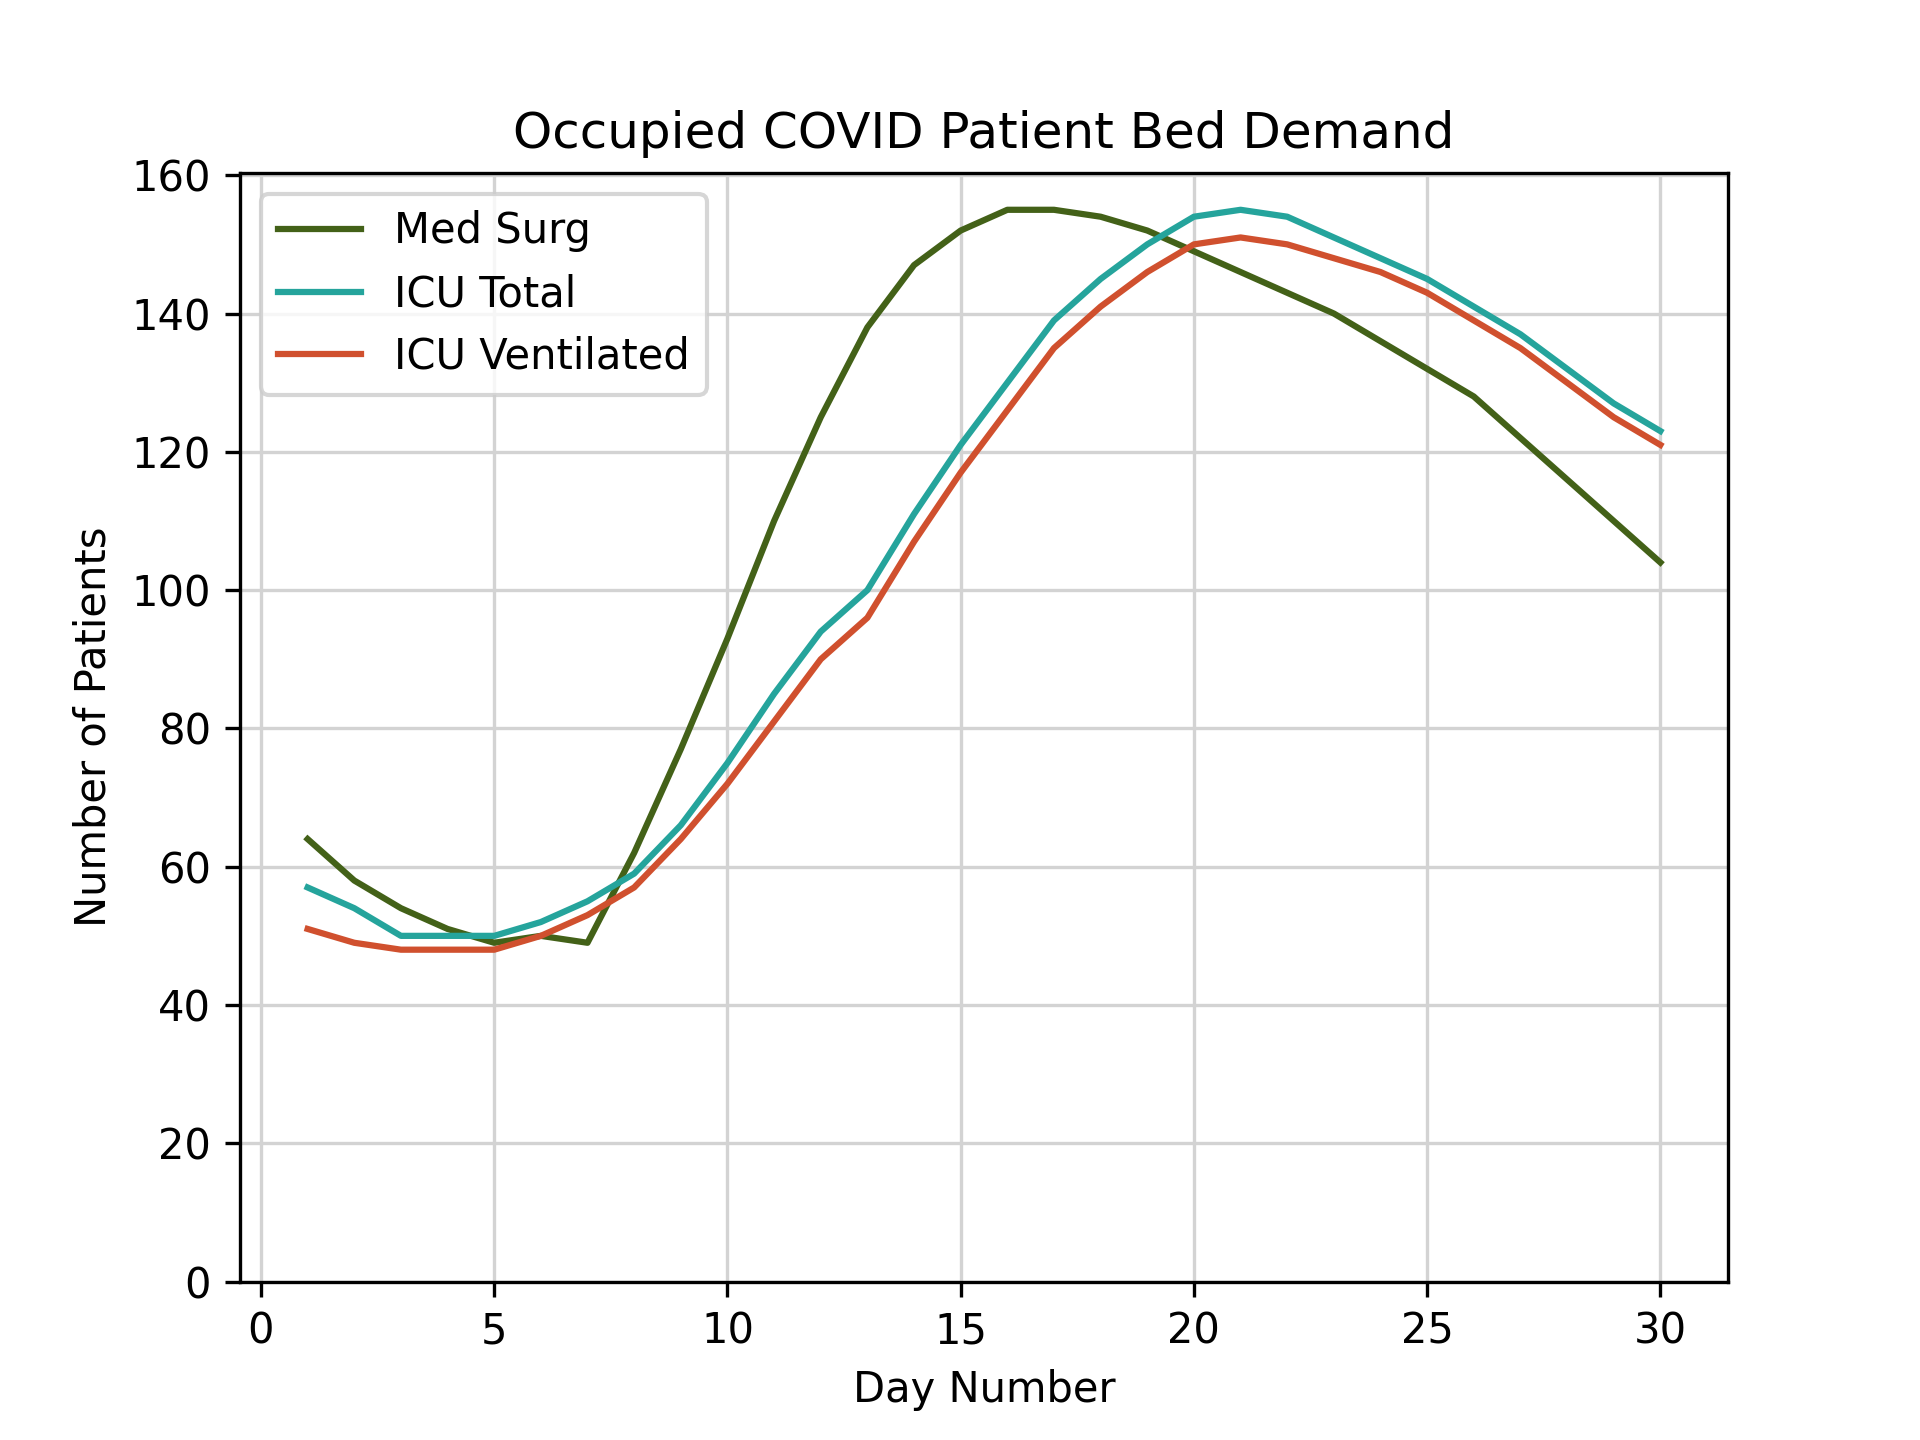 Occupied COVID Patient Bed Demand
Med Surg
ICU Total
ICU Ventilated
Number of Patients
160
140
120
100
80
60
40
20
0
0 5 10 15 20 25 30
Day Number